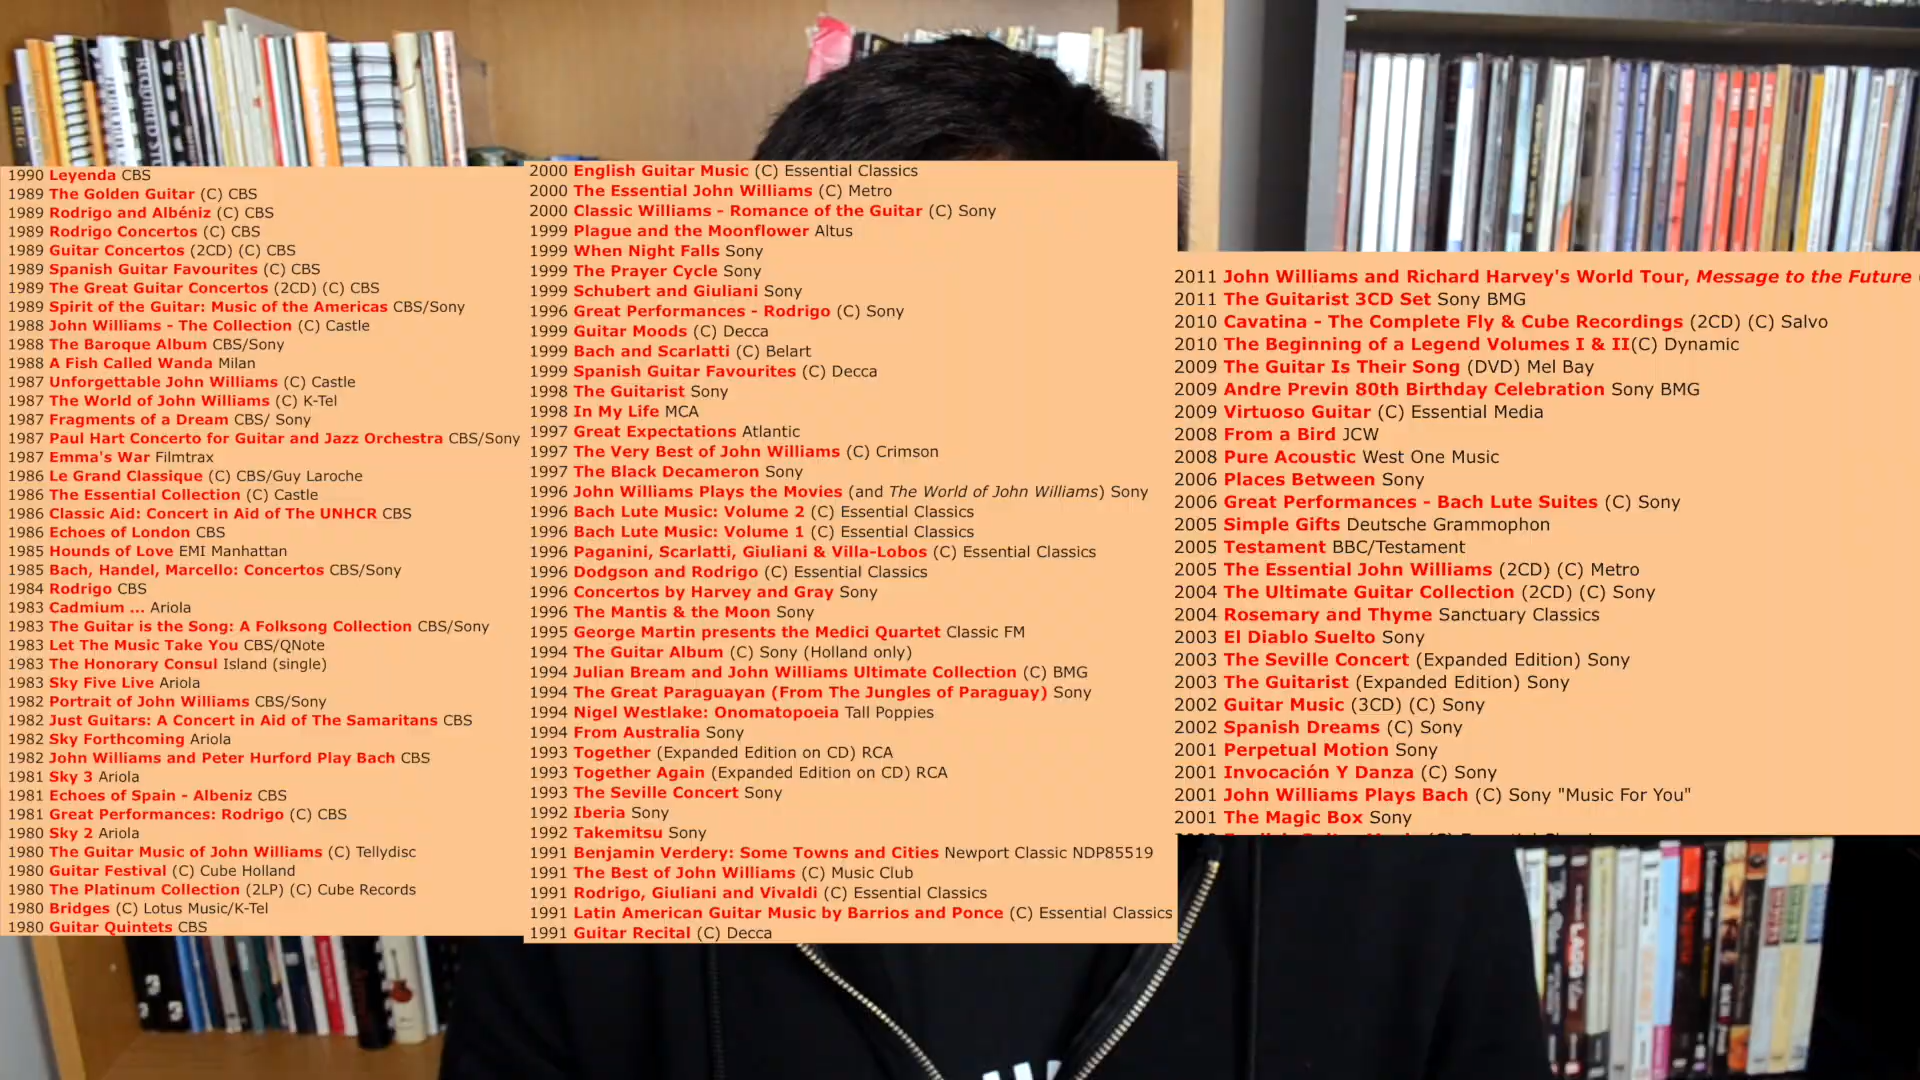 1990 Leyenda CBS
1989 The Golden Guitar (C) CBS
1989 Rodrigo and Albéniz (C) CBS
1989 Rodrigo Concertos (C) CBS
1989 Guitar Concertos (2CD) (C) CBS
1989 Spanish Guitar Favourites (C) CBS
1989 The Great Guitar Concertos (2CD) (C) CBS
1989 Spirit of the Guitar: Music of the Americas CBS/Sony
1988 John Williams - The Collection (C) Castle
1988 The Baroque Album CBS/Sony
1988 A Fish Called Wanda Milan
1987 Unforgettable John Williams (C) Castle
1987 The World of John Williams (C) K-Tel
1987 Fragments of a Dream CBS/ Sony
1987 Paul Hart Concerto for Guitar and Jazz Orchestra CBS/Sony
1987 Emma's War Filmtrax
1986 Le Grand Classique (C) CBS/Guy Laroche
1986 The Essential Collection (C) Castle
1986 Classic Aid: Concert in Aid of The UNHCR CBS
1986 Echoes of London CBS
1985 Hounds of Love EMI Manhattan
1985 Bach, Handel, Marcello: Concertos CBS/Sony
1984 Rodrigo CBS
1983 Cadmium ... Ariola
1983 The Guitar is the Song: A Folksong Collection CBS/Sony
1983 Let The Music Take You CBS/QNote
1983 The Honorary Consul Island (single)
1983 Sky Five Live Ariola
1982 Portrait of John Williams CBS/Sony
1982 Just Guitars: A Concert in Aid of The Samaritans CBS
1982 Sky Forthcoming Ariola
1982 John Williams and Peter Hurford Play Bach CBS
1981 Sky 3 Ariola
1981 Echoes of Spain - Albeniz CBS
1981 Great Performances: Rodrigo (C) CBS
1980 Sky 2 Ariola
1980 The Guitar Music of John Williams (C) Tellydisc
1980 Guitar Festival (C) Cube Holland
1980 The Platinum Collection (2LP) (C) Cube Records
1980 Bridges (C) Lotus Music/K-Tel
1980 Guitar Quintets CBS
2000 English Guitar Music (C) Essential Classics
2000 The Essential John Williams (C) Metro
2000 Classic Williams - Romance of the Guitar (C) Sony
1999 Plague and the Moonflower Altus
1999 When Night Falls Sony
1999 The Prayer Cycle Sony
1999 Schubert and Giuliani Sony
1996 Great Performances - Rodrigo (C) Sony
1999 Guitar Moods (C) Decca
1999 Bach and Scarlatti (C) Belart
1999 Spanish Guitar Favourites (C) Decca
1998 The Guitarist Sony
1998 In My Life MCA
1997 Great Expectations Atlantic
1997 The Very Best of John Williams (C) Crimson
1997 The Black Decameron Sony
1996 John Williams Plays the Movies (and The World of John Williams) Sony
1996 Bach Lute Music: Volume 2 (C) Essential Classics
1996 Bach Lute Music: Volume 1 (C) Essential Classics
1996 Paganini, Scarlatti, Giuliani & Villa-Lobos (C) Essential Classics
1996 Dodgson and Rodrigo (C) Essential Classics
1996 Concertos by Harvey and Gray Sony
1996 The Mantis & the Moon Sony
1995 George Martin presents the Medici Quartet Classic FM
1994 The Guitar Album (C) Sony (Holland only)
1994 Julian Bream and John Williams Ultimate Collection (C) BMG
1994 The Great Paraguayan (From The Jungles of Paraguay) Sony
1994 Nigel Westlake: Onomatopoeia Tall Poppies
1994 From Australia Sony
1993 Together (Expanded Edition on CD) RCA
1993 Together Again (Expanded Edition on CD) RCA
1993 The Seville Concert Sony
1992 Iberia Sony
1992 Takemitsu Sony
1991 Benjamin Verdery: Some Towns and Cities Newport Classic NDP85519
1991 The Best of John Williams (C) Music Club
1991 Rodrigo, Giuliani and Vivaldi (C) Essential Classics
1991 Latin American Guitar Music by Barrios and Ponce (C) Essential Classics
1991 Guitar Recital (C) Decca
2011 John Williams and Richard Harvey's World Tour, Message to the Future
2011 The Guitarist 3CD Set Sony BMG
2010 Cavatina - The Complete Fly & Cube Recordings (2CD) (C) Salvo
2010 The Beginning of a Legend Volumes I & II(C) Dynamic
2009 The Guitar Is Their Song (DVD) Mel Bay
2009 Andre Previn 80th Birthday Celebration Sony BMG
2009 Virtuoso Guitar (C) Essential Media
2008 From a Bird JCW
2008 Pure Acoustic West One Music
2006 Places Between Sony
2006 Great Performances - Bach Lute Suites (C) Sony
2005 Simple Gifts Deutsche Grammophon
2005 Testament BBC/Testament
2005 The Essential John Williams (2CD) (C) Metro
2004 The Ultimate Guitar Collection (2CD) (C) Sony
2004 Rosemary and Thyme Sanctuary Classics
2003 El Diablo Suelto Sony
2003 The Seville Concert (Expanded Edition) Sony
2003 The Guitarist (Expanded Edition) Sony
2002 Guitar Music (3CD) (C) Sony
2002 Spanish Dreams (C) Sony
2001 Perpetual Motion Sony
2001 Invocación Y Danza (C) Sony
2001 John Williams Plays Bach (C) Sony "Music For You"
2001 The Magic Box Sony
BERG